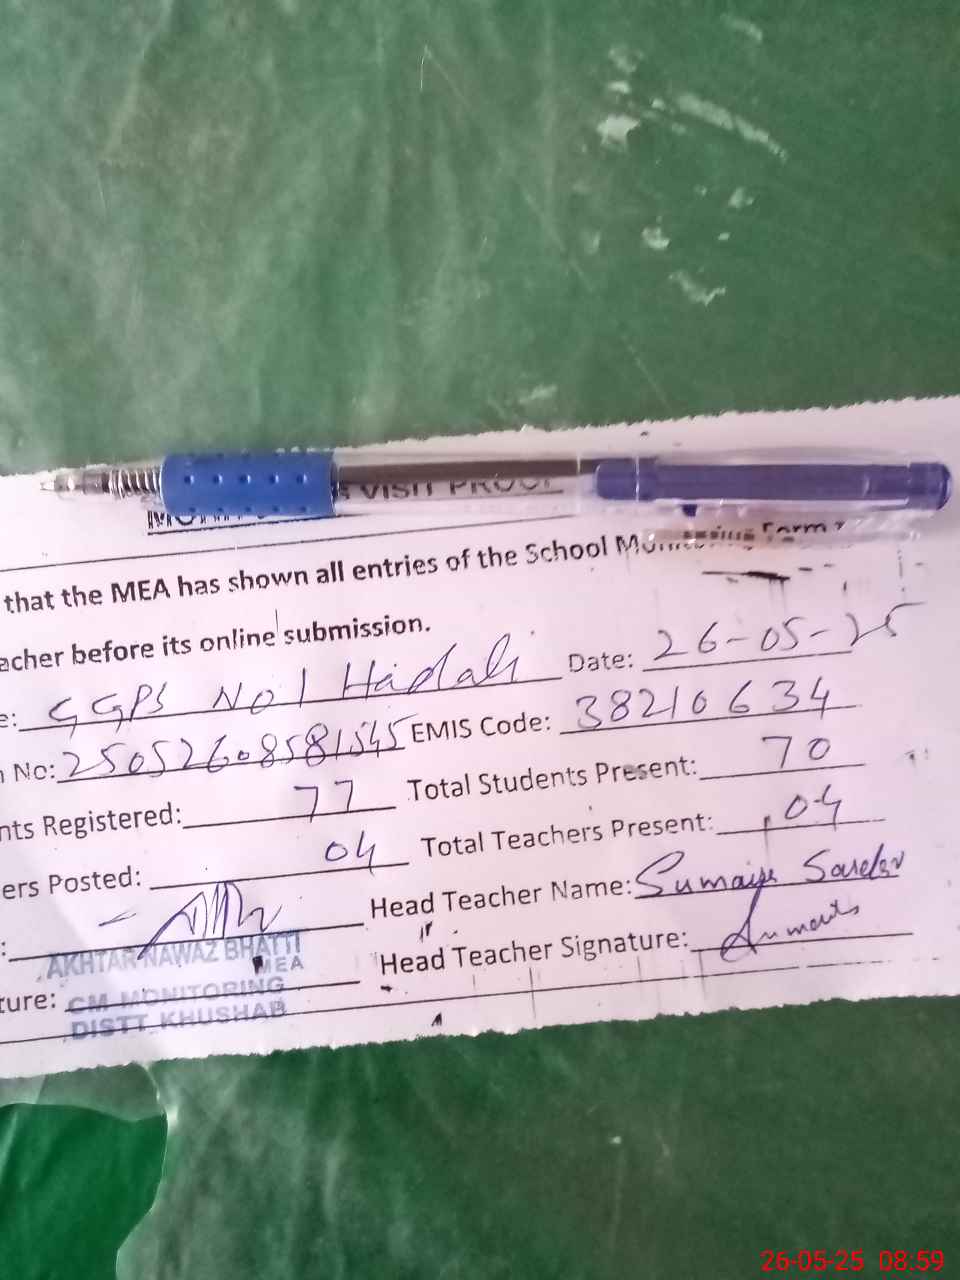 S VISIT PROOF
that the MEA has shown all entries of the School Monitoring Form
acher before its online submission.
e: GGPS No 1 Hadali Date: 26-05-25
n No: 25052608581545 EMIS Code: 38210634
nts Registered: 77 Total Students Present: 70
ers Posted: 04 Total Teachers Present: 04
: Head Teacher Name: Sumaiya
AKHTAR NAWAZ BHATTI
MEA
ture: Head Teacher Signature:
CM MONITORING
DISTT KHUSHAB
26-05-25 08:59